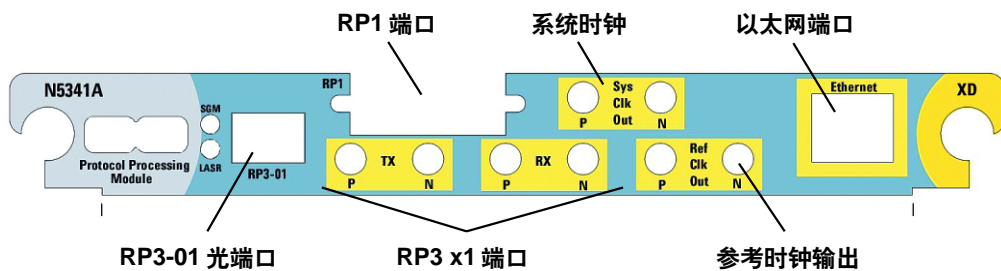 RP1 端口
系统时钟
以太网端口
N5341A
RP1
Sys
Clk
Out
P
N
Ethernet
XD
SGM
LASR
Protocol Processing
Module
RP3-01
TX
P
N
RX
P
N
Ref
Clk
Out
P
N
RP3-01 光端口
RP3 x1 端口
参考时钟输出